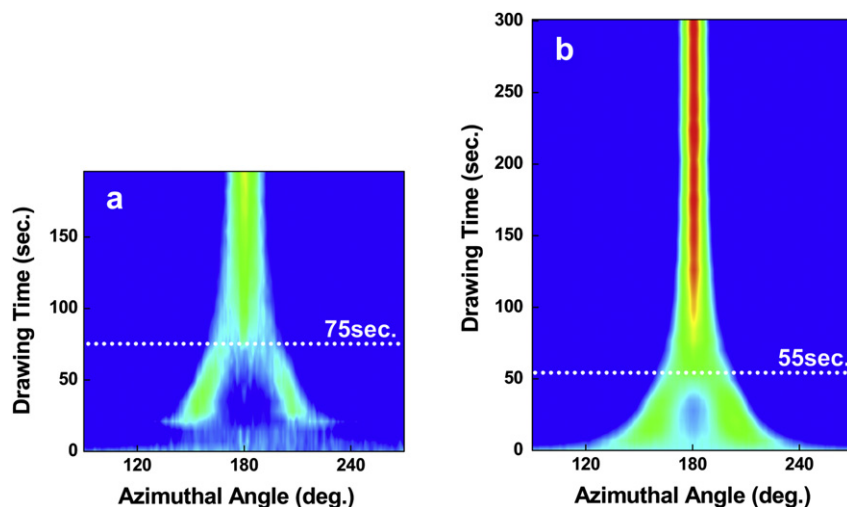 a
75sec.
150
100
50
0
120
180
240
Drawing Time (sec.)
Azimuthal Angle (deg.)
b
55sec.
300
250
200
150
100
50
0
120
180
240
Drawing Time (sec.)
Azimuthal Angle (deg.)